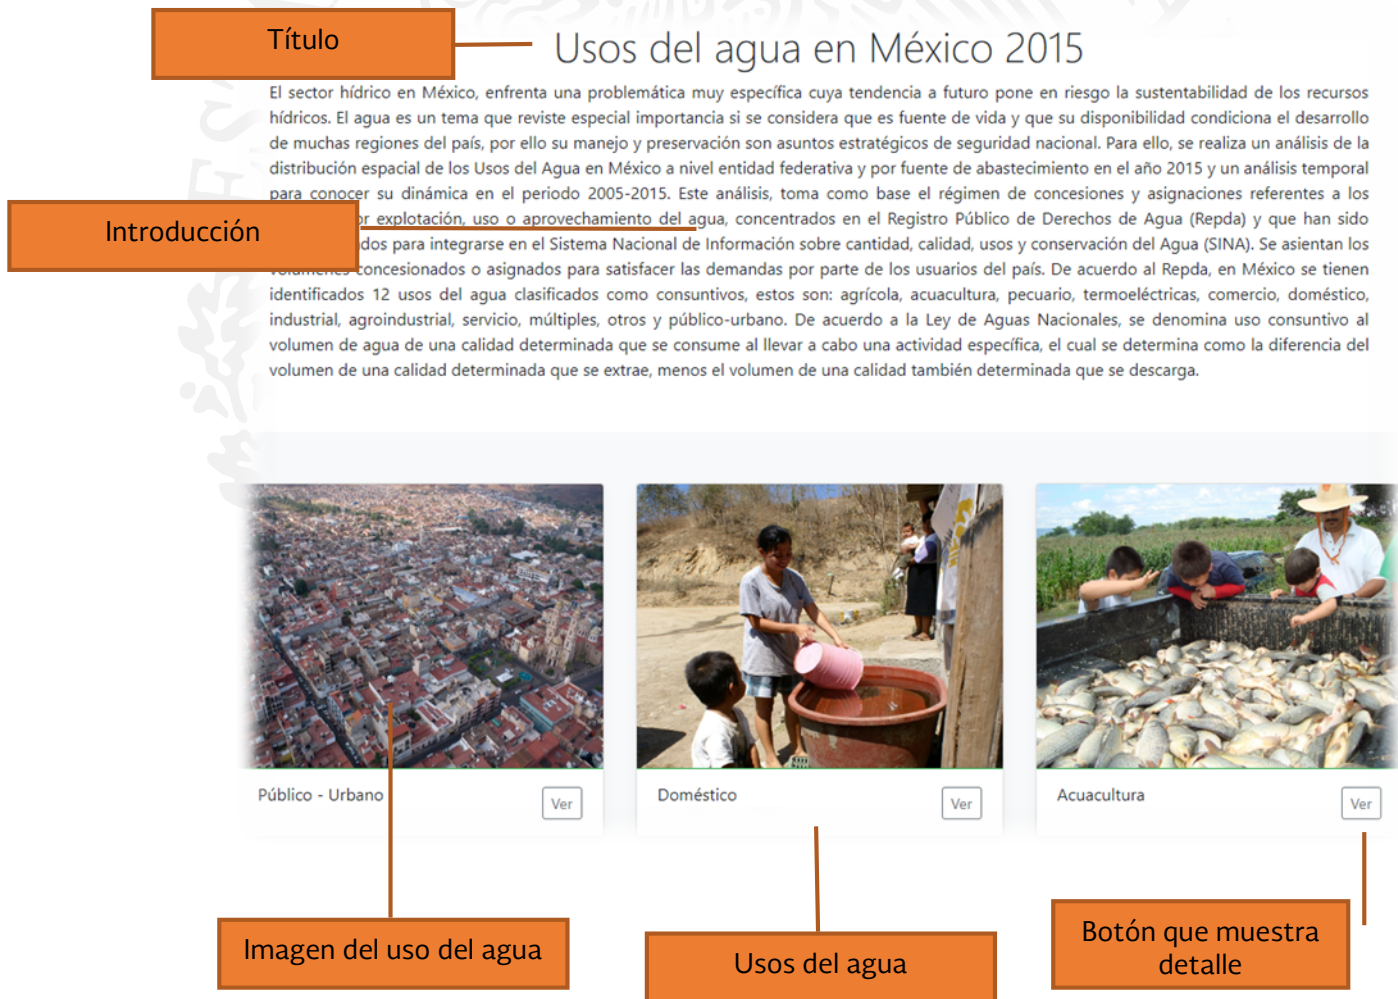 Título
Usos del agua en México 2015
El sector hídrico en México, enfrenta una problemática muy específica cuya tendencia a futuro pone en riesgo la sustentabilidad de los recursos
hídricos. El agua es un tema que reviste especial importancia si se considera que es fuente de vida y que su disponibilidad condiciona el desarrollo
de muchas regiones del país, por ello su manejo y preservación son asuntos estratégicos de seguridad nacional. Para ello, se realiza un análisis de la
distribución espacial de los Usos del Agua en México a nivel entidad federativa y por fuente de abastecimiento en el año 2015 y un análisis temporal
para conocer su dinámica en el periodo 2005-2015. Este análisis, toma como base el régimen de concesiones y asignaciones referentes a los
Introducción
explotación, uso o aprovechamiento del agua, concentrados en el Registro Público de Derechos de Agua (Repda) y que han sido
para integrarse en el Sistema Nacional de Información sobre cantidad, calidad, usos y conservación del Agua (SINA). Se asientan los
volúmenes concesionados o asignados para satisfacer las demandas por parte de los usuarios del país. De acuerdo al Repda, en México se tienen
identificados 12 usos del agua clasificados como consuntivos, estos son: agrícola, acuacultura, pecuario, termoeléctricas, comercio, doméstico,
industrial, agroindustrial, servicio, múltiples, otros y público-urbano. De acuerdo a la Ley de Aguas Nacionales, se denomina uso consuntivo al
volumen de agua de una calidad determinada que se consume al llevar a cabo una actividad específica, el cual se determina como la diferencia del
volumen de una calidad determinada que se extrae, menos el volumen de una calidad también determinada que se descarga.
Público - Urbano
Ver
Doméstico
Ver
Acuacultura
Ver
Imagen del uso del agua
Usos del agua
Botón que muestra
detalle